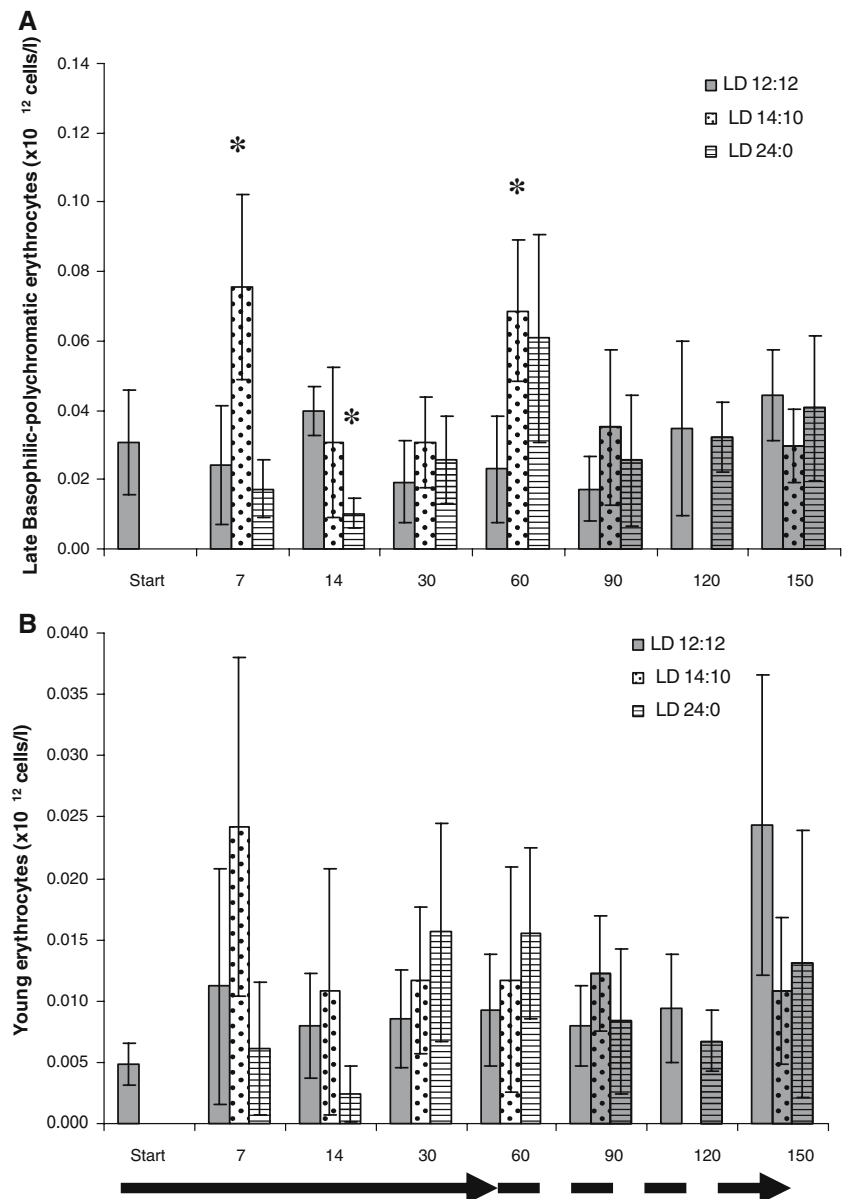 A
Late Basophilic-polychromatic erythrocytes (x10 12 cells/l)
0.14
0.12
0.10
0.08
0.06
0.04
0.02
0.00
LD 12:12
LD 14:10
LD 24:0
*
*
*
Start 7 14 30 60 90 120 150
B
Young erythrocytes (x10 12 cells/l)
0.040
0.035
0.030
0.025
0.020
0.015
0.010
0.005
0.000
LD 12:12
LD 14:10
LD 24:0
Start 7 14 30 60 90 120 150